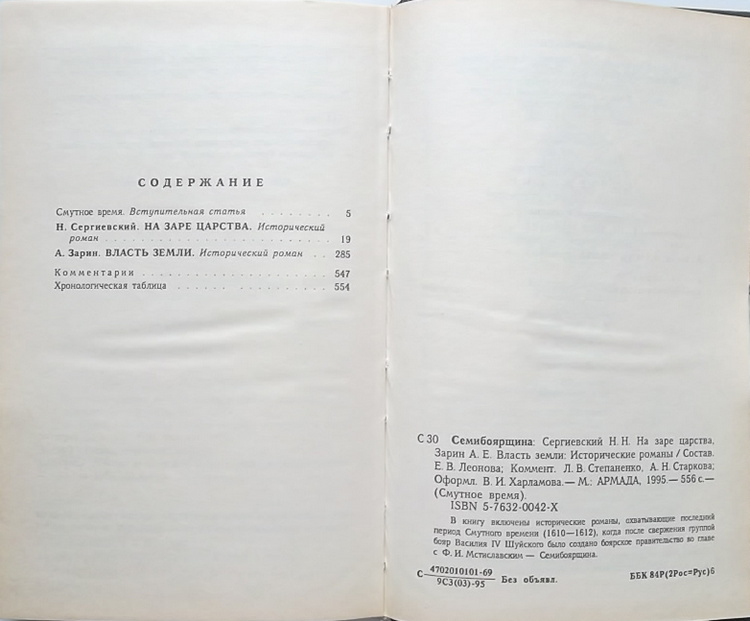 СОДЕРЖАНИЕ
Смутное время. Вступительная статья . . . . . . . . 5
Н. Сергиевский. НА ЗАРЕ ЦАРСТВА. Исторический
роман . . . . . . . . . . . . . . . . . . . . . . 19
А. Зарин. ВЛАСТЬ ЗЕМЛИ. Исторический роман . . 285
Комментарии . . . . . . . . . . . . . . . . . . 547
Хронологическая таблица . . . . . . . . . . . . . 554
С 30 Семибоярщина: Сергиевский Н. Н. На заре царства.
Зарин А. Е. Власть земли: Исторические романы / Состав.
Е. В. Леонова; Коммент. Л. В. Степаненко, А. Н. Старкова;
Оформл. В. И. Харламова.— М.: АРМАДА, 1995.— 556 с.—
(Смутное время).
ISBN 5-7632-0042-X
В книгу включены исторические романы, охватывающие последний
период Смутного времени (1610—1612), когда после свержения группой
бояр Василия IV Шуйского было создано боярское правительство во главе
с Ф. И. Мстиславским — Семибоярщина.
С 4702010101-69
9С3(03)-95 Без объявл. ББК 84Р(2Рос=Рус)6